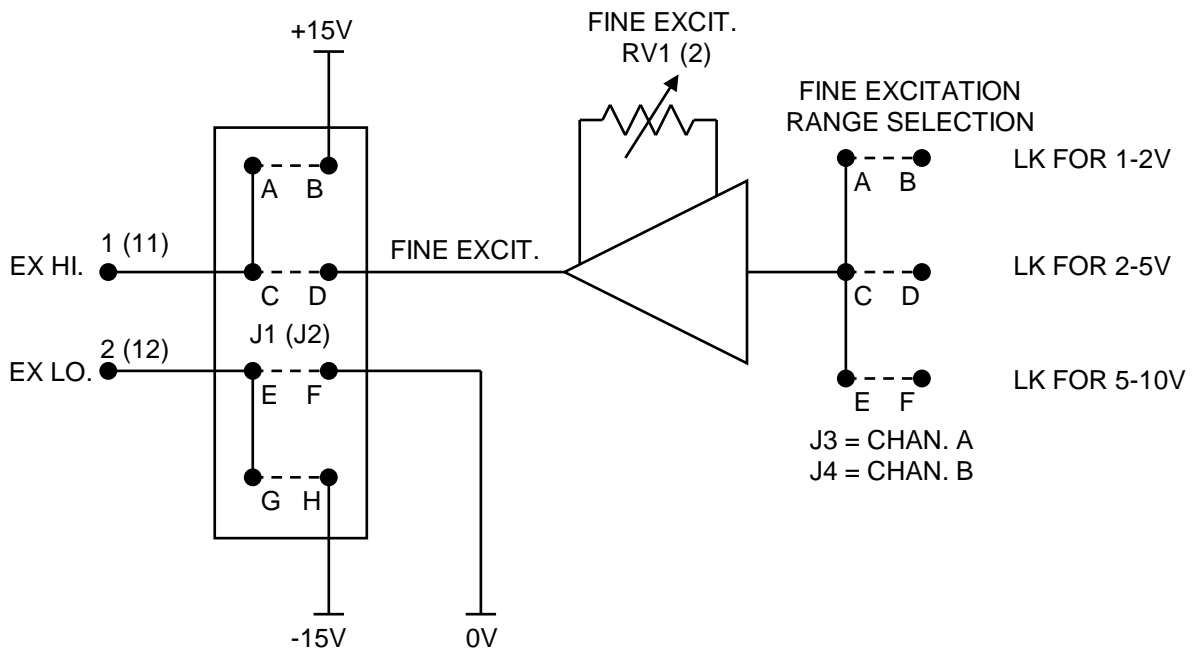 +15V
FINE EXCIT.
RV1 (2)
FINE EXCITATION
RANGE SELECTION
A B
A B
LK FOR 1-2V
EX HI.
1 (11)
C D
FINE EXCIT.
C D
LK FOR 2-5V
J1 (J2)
EX LO.
2 (12)
E F
E F
LK FOR 5-10V
J3 = CHAN. A
J4 = CHAN. B
G H
-15V
0V